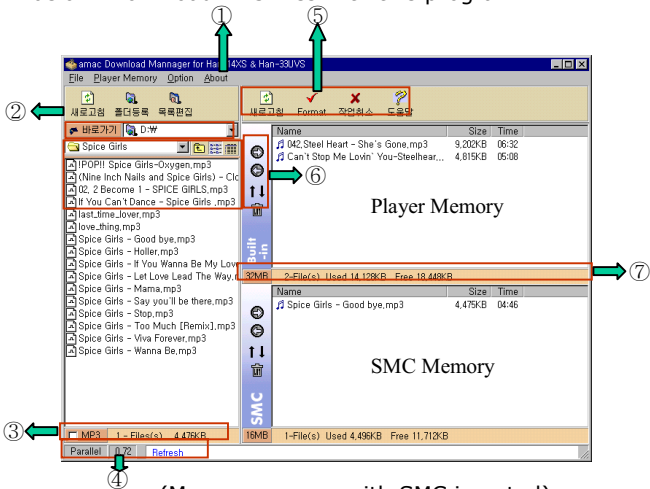 ① ⑤
amac Download Mannager for Han-14XS & Han-33UVS
File Player Memory Option About
②
새로고침 폴더등록 목록편집
새로고침 Format 작업취소 도움말
바로가기 D:₩
Spice Girls
!POP!! Spice Girls-Oxygen,mp3
(Nine Inch Nails and Spice Girls) - Clo
02, 2 Become 1 - SPICE GIRLS,mp3
If You Can't Dance - Spice Girls ,mp3
last_time_lover,mp3
love_thing,mp3
Spice Girls - Good bye,mp3
Spice Girls - Holler,mp3
Spice Girls - If You Wanna Be My Love
Spice Girls - Let Love Lead The Way,m
Spice Girls - Mama,mp3
Spice Girls - Say you'll be there,mp3
Spice Girls - Stop,mp3
Spice Girls - Too Much [Remix],mp3
Spice Girls - Viva Forever,mp3
Spice Girls - Wanna Be,mp3
Name Size Time
042,Steel Heart - She's Gone,mp3 9,202KB 06:32
Can't Stop Me Lovin' You-Steelhear... 4,815KB 05:08
⑥
Player Memory
Built-in
⑦
32MB 2-File(s) Used 14,128KB Free 18,448KB
Name Size Time
Spice Girls - Good bye,mp3 4,475KB 04:46
SMC Memory
SMC
③
MP3 1 - Files(s) 4,476KB
16MB 1-File(s) Used 4,496KB Free 11,712KB
Parallel 0,72 Refresh
④